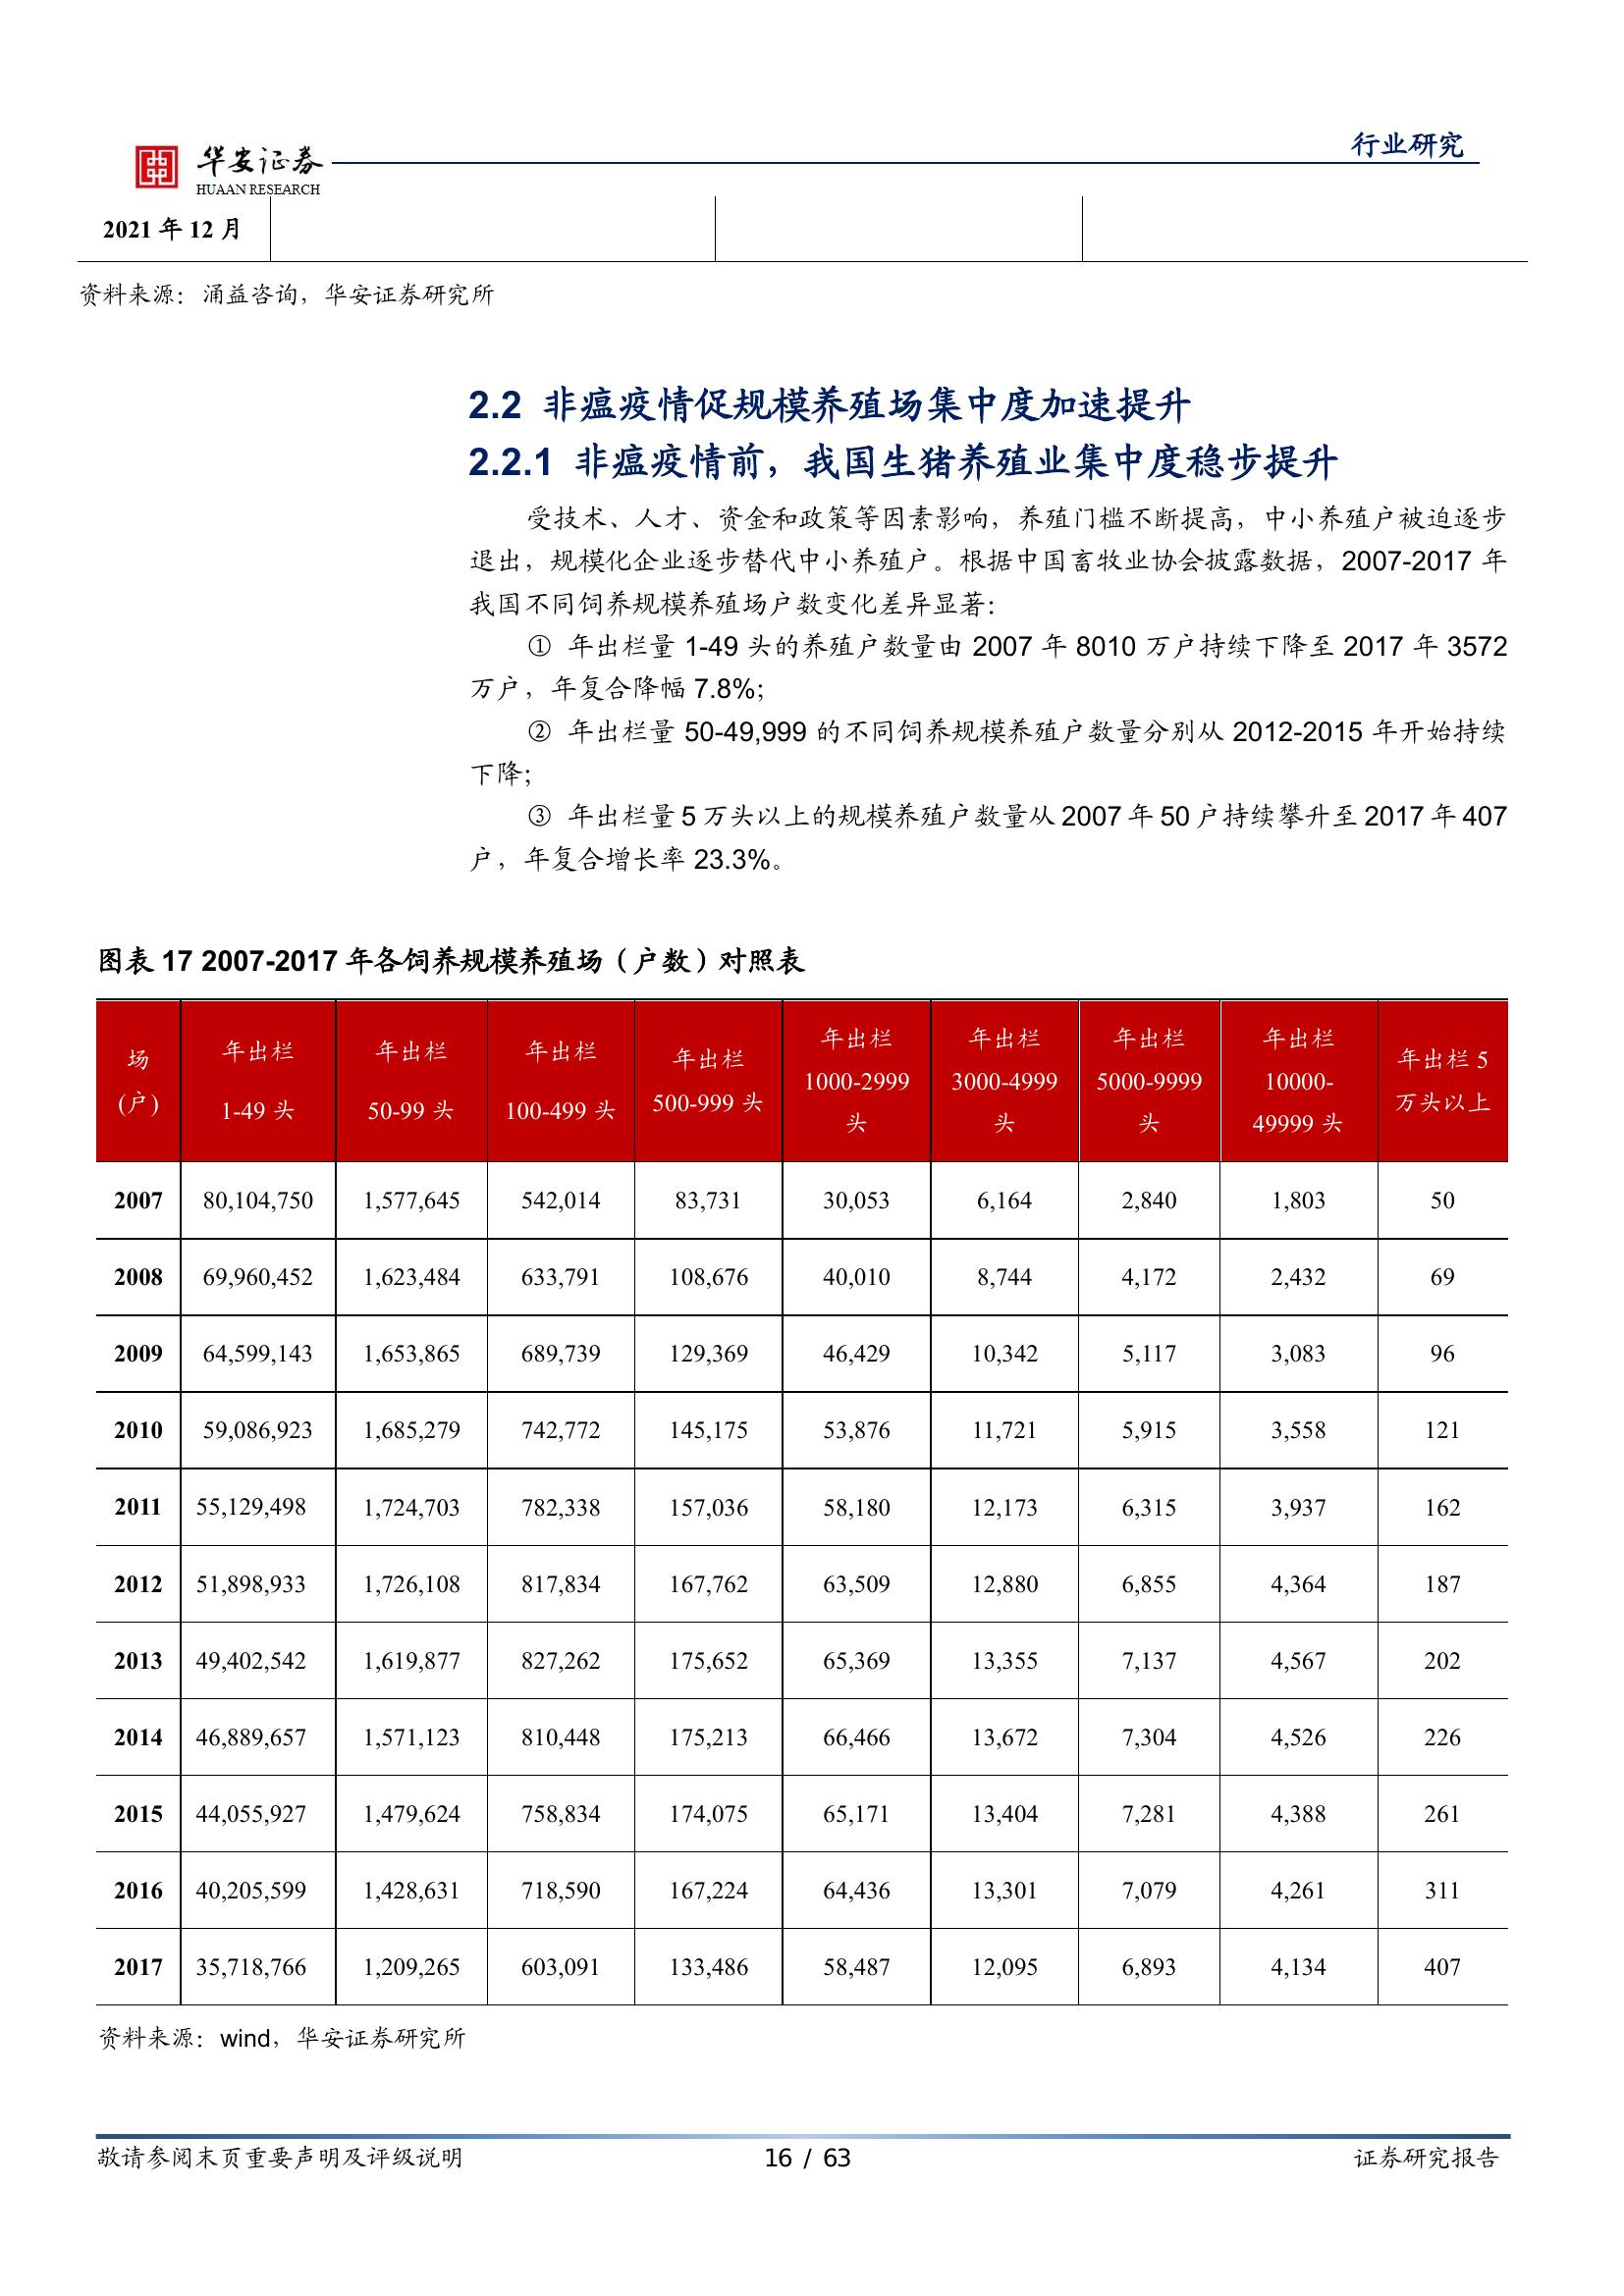 华安证券
HUAAN RESEARCH
行业研究
2021 年 12 月
资料来源：涌益咨询，华安证券研究所
2.2 非瘟疫情促规模养殖场集中度加速提升
2.2.1 非瘟疫情前，我国生猪养殖业集中度稳步提升
受技术、人才、资金和政策等因素影响，养殖门槛不断提高，中小养殖户被迫逐步
退出，规模化企业逐步替代中小养殖户。根据中国畜牧业协会披露数据，2007-2017 年
我国不同饲养规模养殖场户数变化差异显著：
① 年出栏量 1-49 头的养殖户数量由 2007 年 8010 万户持续下降至 2017 年 3572
万户，年复合降幅 7.8%；
② 年出栏量 50-49,999 的不同饲养规模养殖户数量分别从 2012-2015 年开始持续
下降；
③ 年出栏量 5 万头以上的规模养殖户数量从 2007 年 50 户持续攀升至 2017 年 407
户，年复合增长率 23.3%。
图表 17 2007-2017 年各饲养规模养殖场（户数）对照表
场(户) 年出栏 1-49 头 年出栏 50-99 头 年出栏 100-499 头 年出栏 500-999 头 年出栏 1000-2999 头 年出栏 3000-4999 头 年出栏 5000-9999 头 年出栏 10000-49999 头 年出栏 5 万头以上
2007 80,104,750 1,577,645 542,014 83,731 30,053 6,164 2,840 1,803 50
2008 69,960,452 1,623,484 633,791 108,676 40,010 8,744 4,172 2,432 69
2009 64,599,143 1,653,865 689,739 129,369 46,429 10,342 5,117 3,083 96
2010 59,086,923 1,685,279 742,772 145,175 53,876 11,721 5,915 3,558 121
2011 55,129,498 1,724,703 782,338 157,036 58,180 12,173 6,315 3,937 162
2012 51,898,933 1,726,108 817,834 167,762 63,509 12,880 6,855 4,364 187
2013 49,402,542 1,619,877 827,262 175,652 65,369 13,355 7,137 4,567 202
2014 46,889,657 1,571,123 810,448 175,213 66,466 13,672 7,304 4,526 226
2015 44,055,927 1,479,624 758,834 174,075 65,171 13,404 7,281 4,388 261
2016 40,205,599 1,428,631 718,590 167,224 64,436 13,301 7,079 4,261 311
2017 35,718,766 1,209,265 603,091 133,486 58,487 12,095 6,893 4,134 407
资料来源：wind，华安证券研究所
敬请参阅末页重要声明及评级说明 16 / 63 证券研究报告